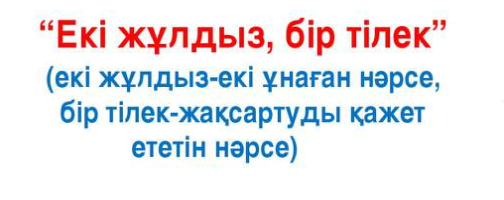 “Екі жұлдыз, бір тілек”
(екі жұлдыз-екі ұнаған нәрсе,
бір тілек-жақсартуды қажет
ететін нәрсе)